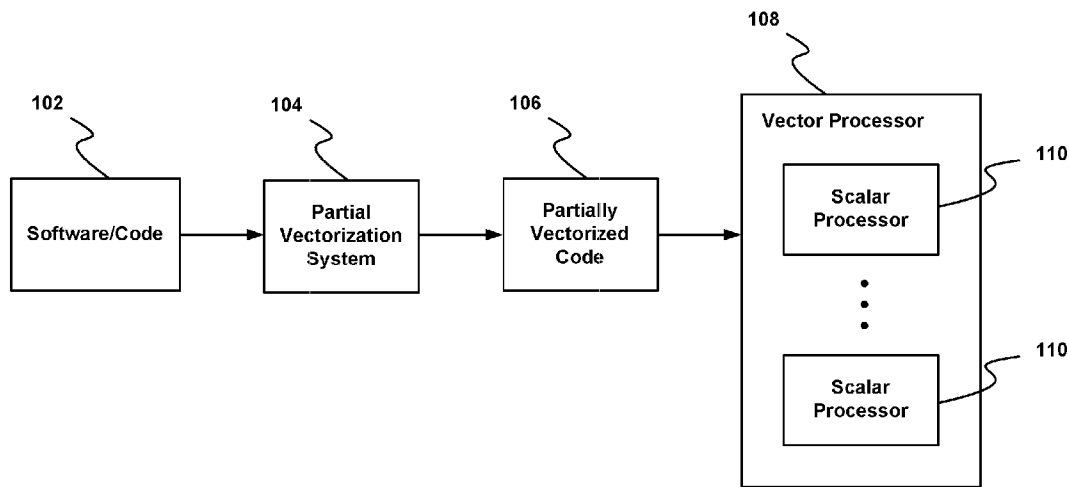 108
102
104
106
Vector Processor
110
Scalar
Processor
Software/Code
Partial
Vectorization
System
Partially
Vectorized
Code
110
Scalar
Processor